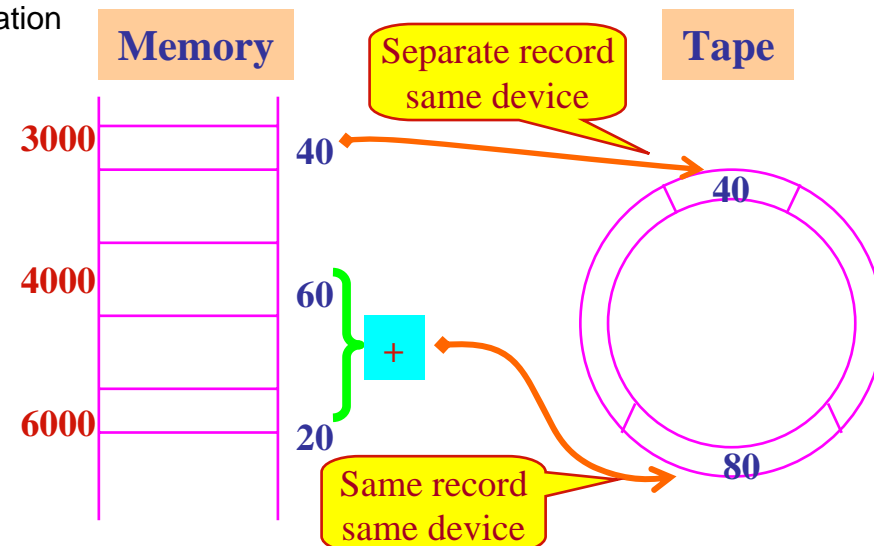 ation
Memory
Separate record
same device
Tape
3000
40
40
4000
60
+
6000
20
80
Same record
same device